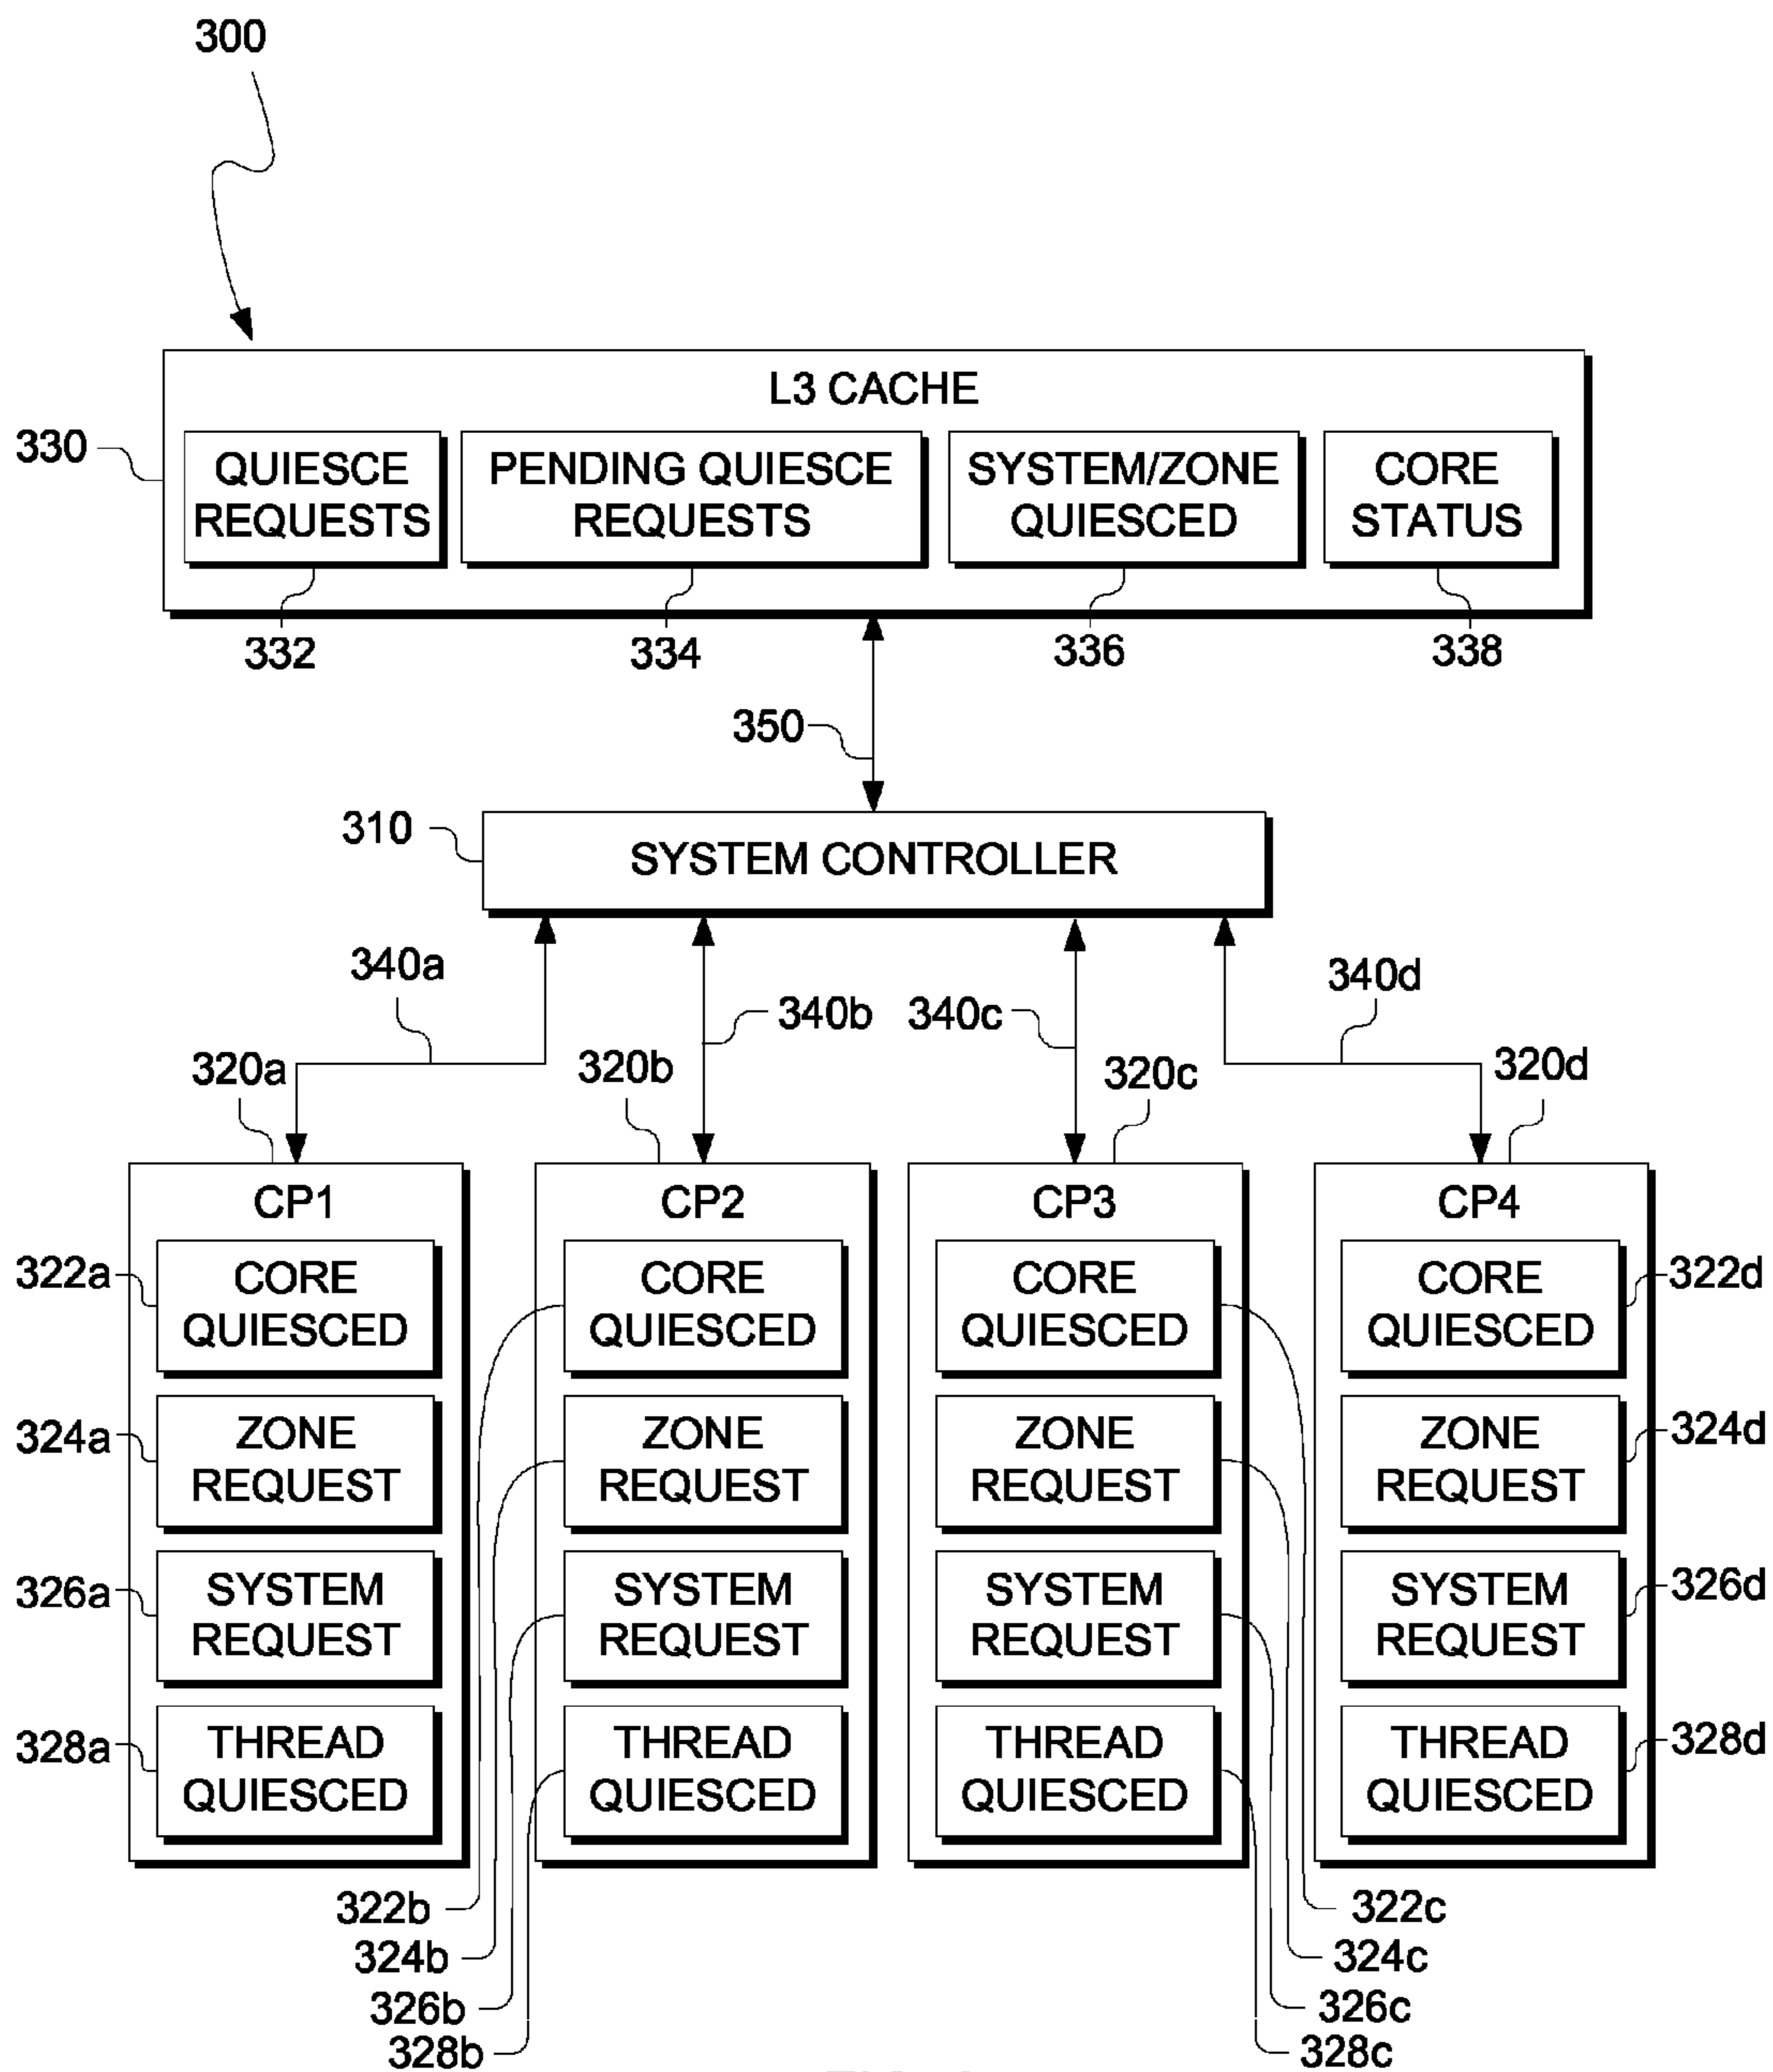 300
L3 CACHE
330
QUIESCE
REQUESTS
PENDING QUIESCE
REQUESTS
SYSTEM/ZONE
QUIESCED
CORE
STATUS
332
334
336
338
350
310
SYSTEM CONTROLLER
340a
340b
340c
340d
320a
320b
320c
320d
CP1
CORE
QUIESCED
ZONE
REQUEST
SYSTEM
REQUEST
THREAD
QUIESCED
322a
324a
326a
328a
CP2
CORE
QUIESCED
ZONE
REQUEST
SYSTEM
REQUEST
THREAD
QUIESCED
CP3
CORE
QUIESCED
ZONE
REQUEST
SYSTEM
REQUEST
THREAD
QUIESCED
CP4
CORE
QUIESCED
ZONE
REQUEST
SYSTEM
REQUEST
THREAD
QUIESCED
322d
324d
326d
328d
322b
324b
326b
328b
322c
324c
326c
328c